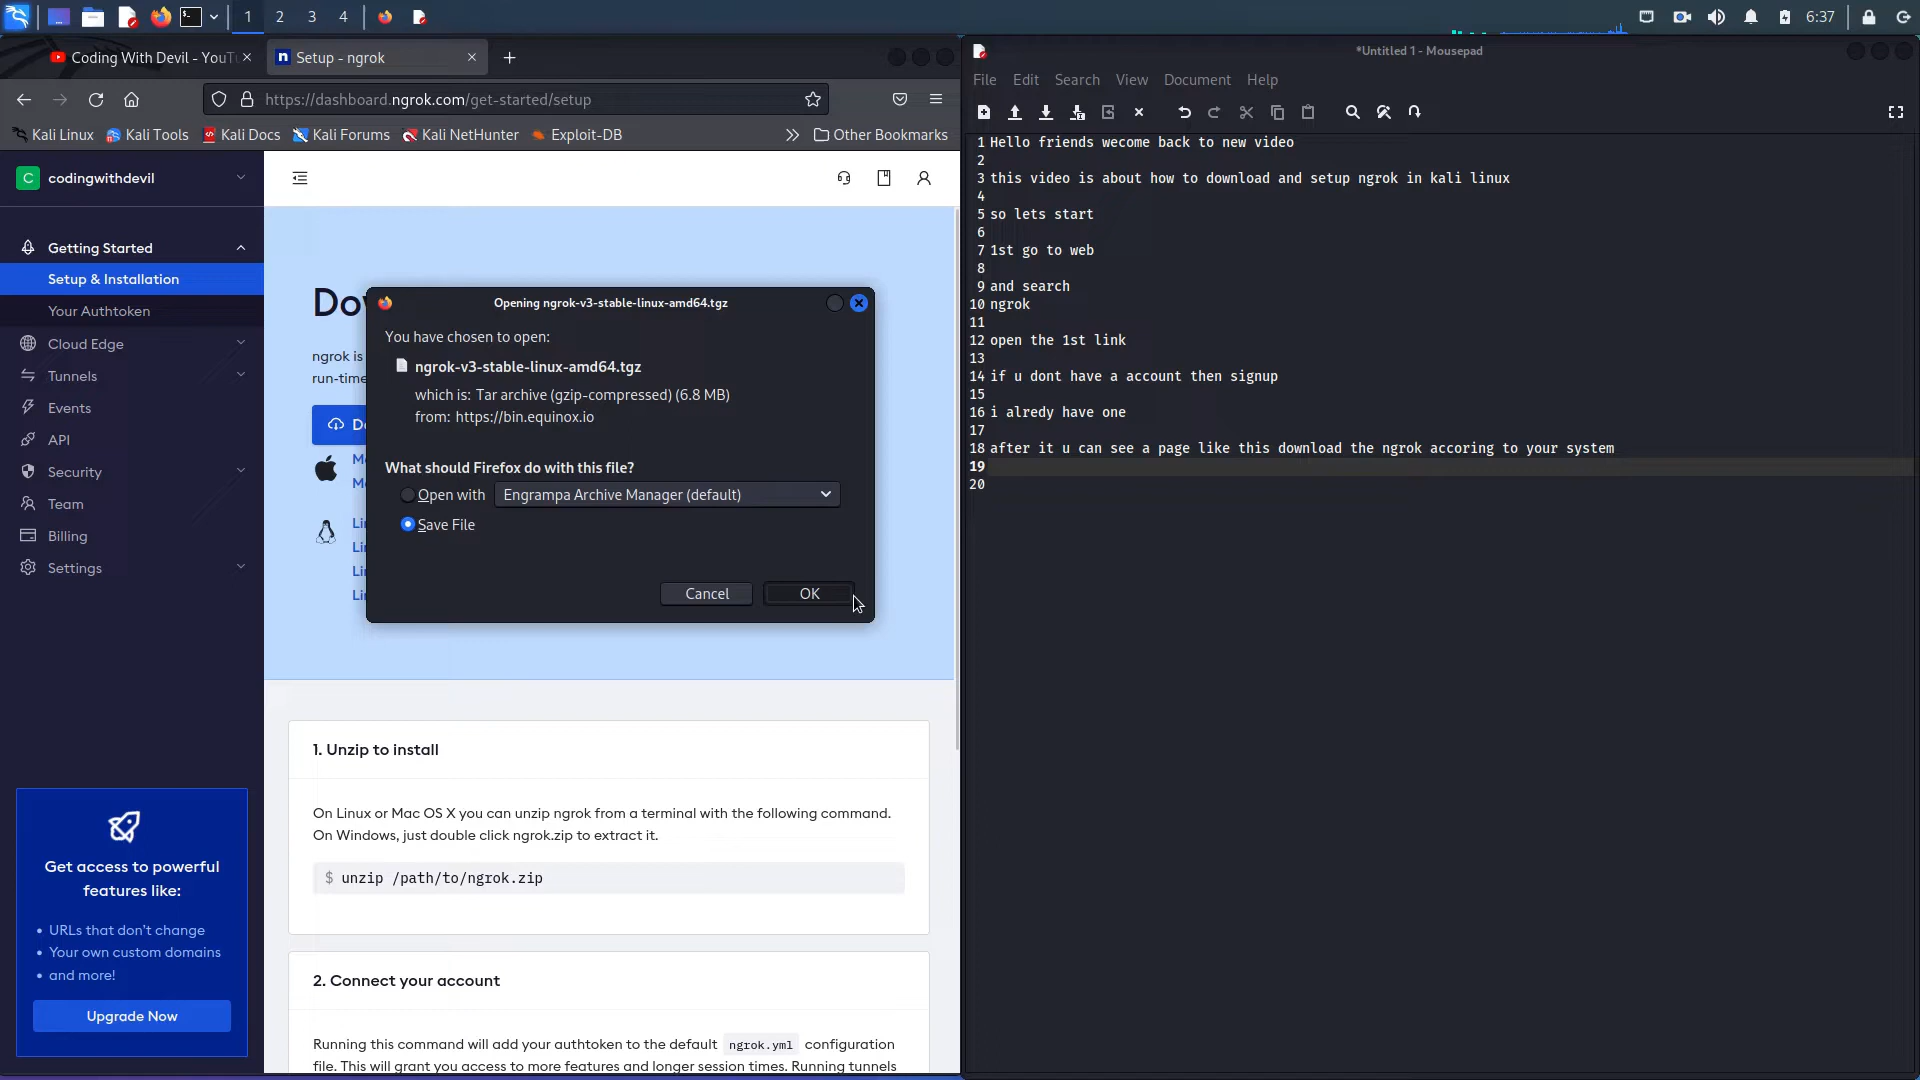 1
2
3
4
6:37
Coding With Devil - YouTu
Setup - ngrok
*Untitled 1 - Mousepad
https://dashboard.ngrok.com/get-started/setup
Kali Linux
Kali Tools
Kali Docs
Kali Forums
Kali NetHunter
Exploit-DB
Other Bookmarks
C codingwithdevil
Getting Started
Setup & Installation
Your Authtoken
Cloud Edge
Tunnels
Events
API
Security
Team
Billing
Settings
Get access to powerful
features like:
• URLs that don't change
• Your own custom domains
• and more!
Upgrade Now
Dov
ngrok is
run-time
Do
Ma
Ma
Lin
Lin
Lin
Lin
Opening ngrok-v3-stable-linux-amd64.tgz
You have chosen to open:
ngrok-v3-stable-linux-amd64.tgz
which is: Tar archive (gzip-compressed) (6.8 MB)
from: https://bin.equinox.io
What should Firefox do with this file?
Open with
Engrampa Archive Manager (default)
Save File
Cancel
OK
1. Unzip to install
On Linux or Mac OS X you can unzip ngrok from a terminal with the following command.
On Windows, just double click ngrok.zip to extract it.
$ unzip /path/to/ngrok.zip
2. Connect your account
Running this command will add your authtoken to the default ngrok.yml configuration
file. This will grant you access to more features and longer session times. Running tunnels
File Edit Search View Document Help
1 Hello friends wecome back to new video
2
3 this video is about how to download and setup ngrok in kali linux
4
5 so lets start
6
7 1st go to web
8
9 and search
10 ngrok
11
12 open the 1st link
13
14 if u dont have a account then signup
15
16 i alredy have one
17
18 after it u can see a page like this download the ngrok accoring to your system
19
20